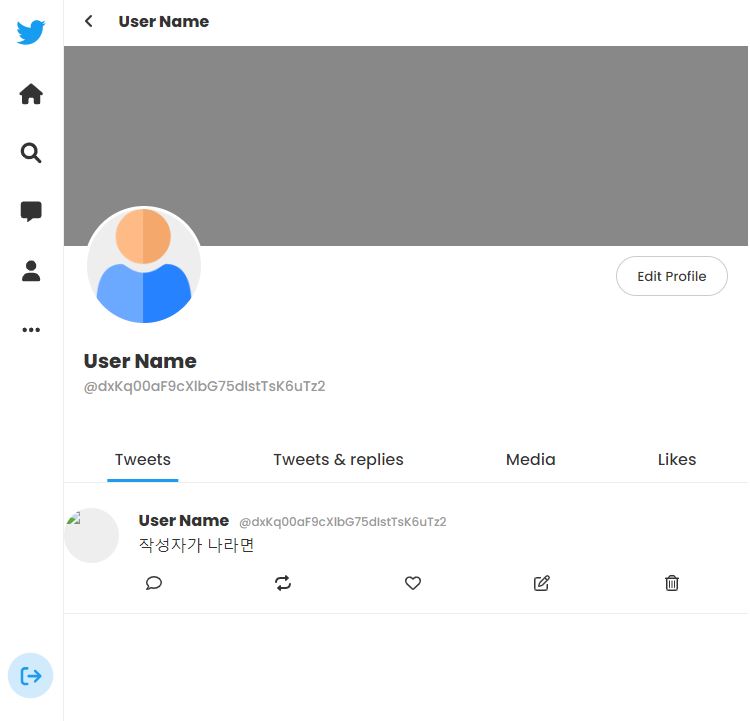 User Name
Edit Profile
User Name
@dxKq00aF9cXlbG75dlstTsK6uTz2
Tweets Tweets & replies Media Likes
User Name @dxKq00aF9cXlbG75dlstTsK6uTz2
작성자가 나라면